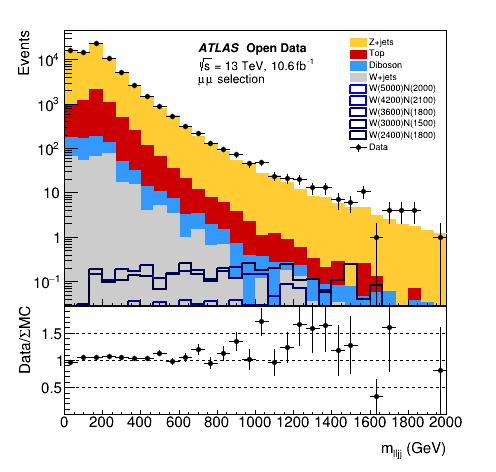 Events
ATLAS Open Data
√s = 13 TeV, 10.6fb⁻¹
μμ selection
Z+jets
Top
Diboson
W+jets
W(5000)N(2000)
W(4200)N(2100)
W(3600)N(1800)
W(3000)N(1500)
W(2400)N(1800)
Data
10⁴
10³
10²
10
1
10⁻¹
Data/ΣMC
1.5
1
0.5
0 200 400 600 800 1000 1200 1400 1600 1800 2000
m_lljj (GeV)